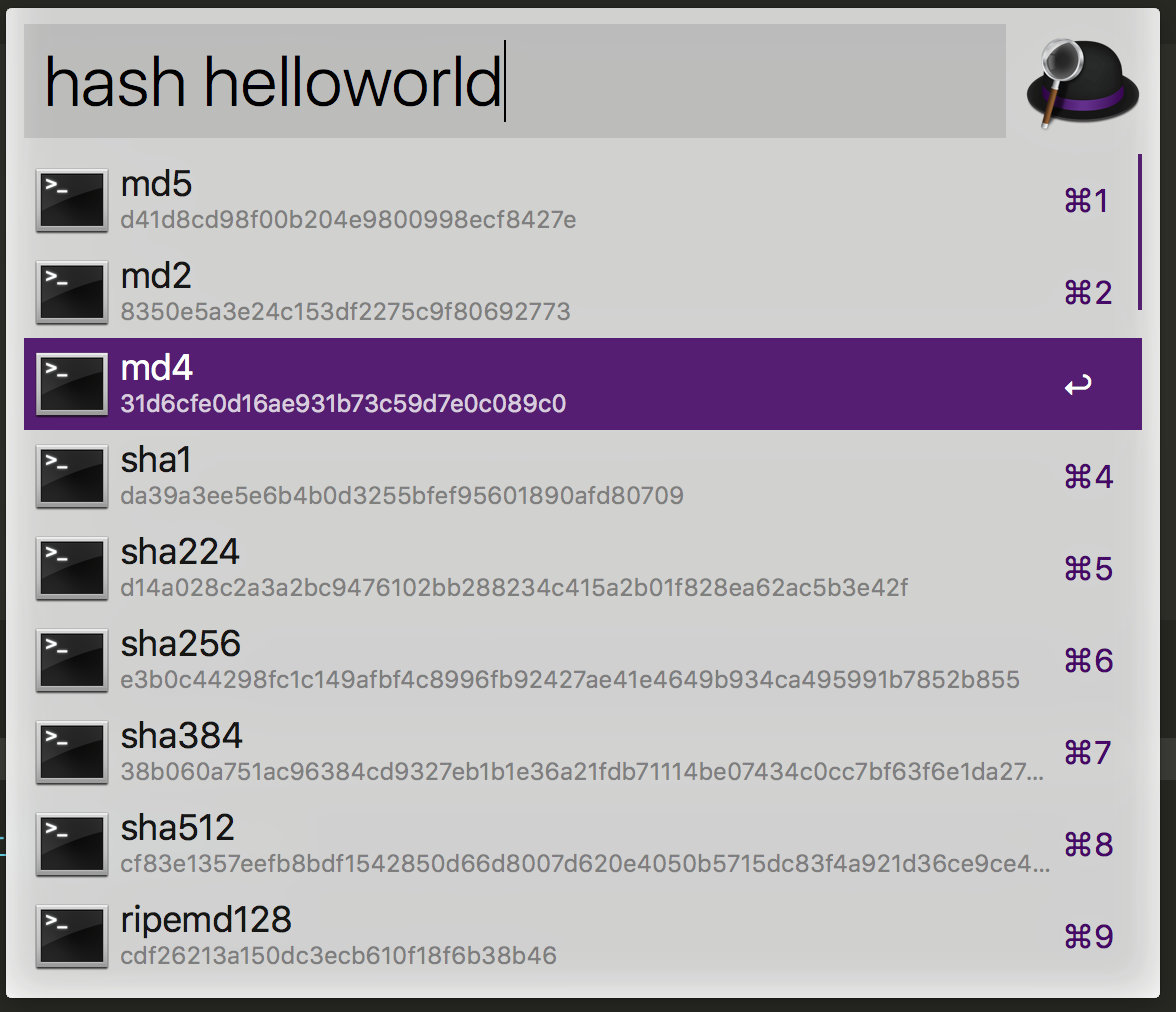 hash helloworld
md5
d41d8cd98f00b204e9800998ecf8427e
⌘1
md2
8350e5a3e24c153df2275c9f80692773
⌘2
md4
31d6cfe0d16ae931b73c59d7e0c089c0
↩
sha1
da39a3ee5e6b4b0d3255bfef95601890afd80709
⌘4
sha224
d14a028c2a3a2bc9476102bb288234c415a2b01f828ea62ac5b3e42f
⌘5
sha256
e3b0c44298fc1c149afbf4c8996fb92427ae41e4649b934ca495991b7852b855
⌘6
sha384
38b060a751ac96384cd9327eb1b1e36a21fdb71114be07434c0cc7bf63f6e1da27...
⌘7
sha512
cf83e1357eefb8bdf1542850d66d8007d620e4050b5715dc83f4a921d36ce9ce4...
⌘8
ripemd128
cdf26213a150dc3ecb610f18f6b38b46
⌘9